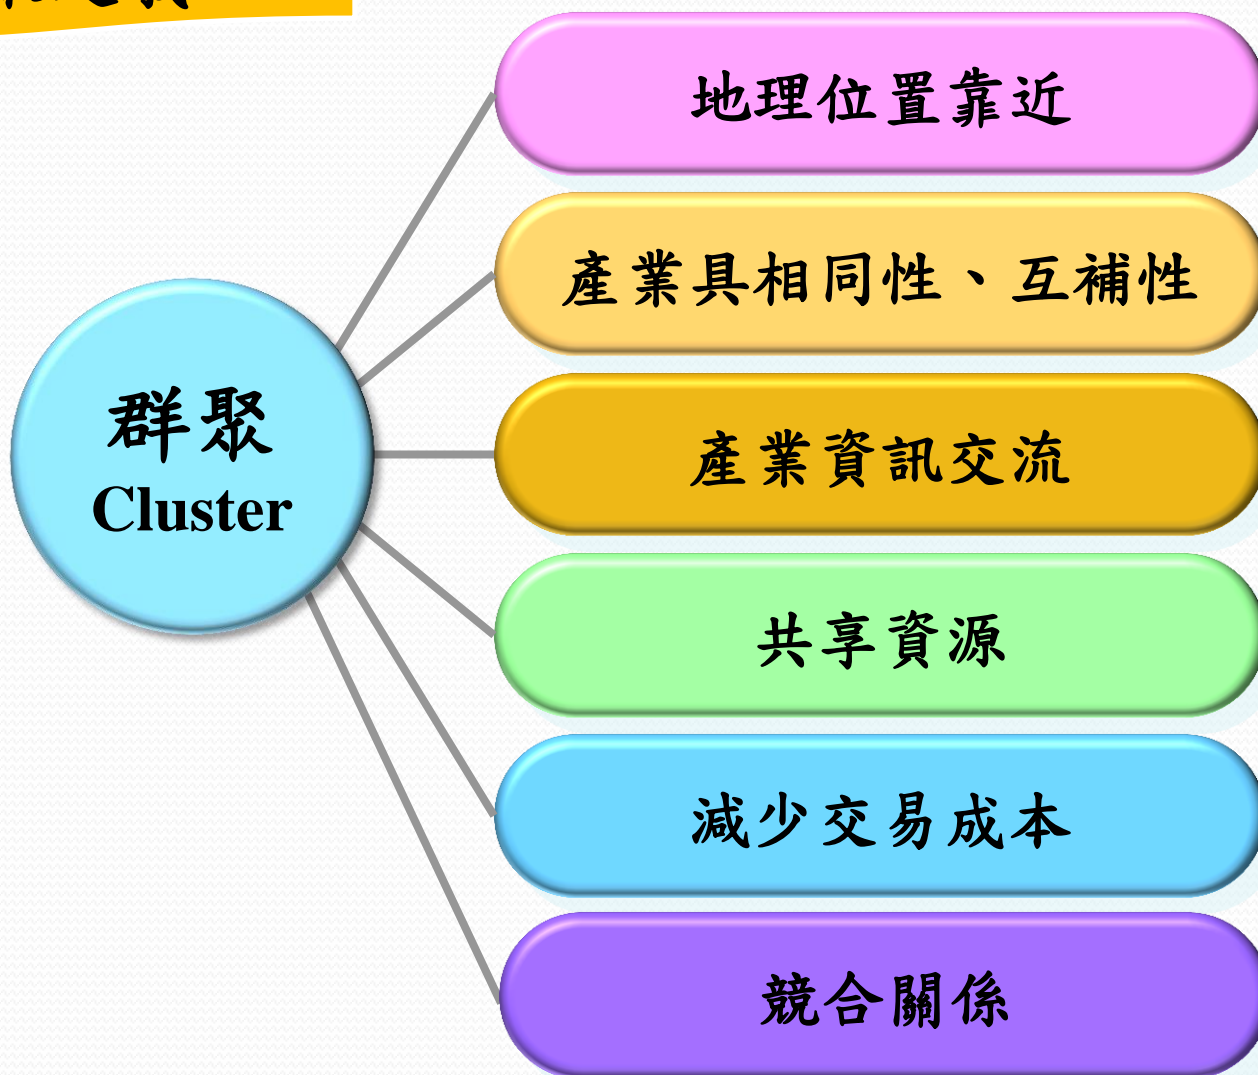 群聚
Cluster
地理位置靠近
產業具相同性、互補性
產業資訊交流
共享資源
減少交易成本
競合關係